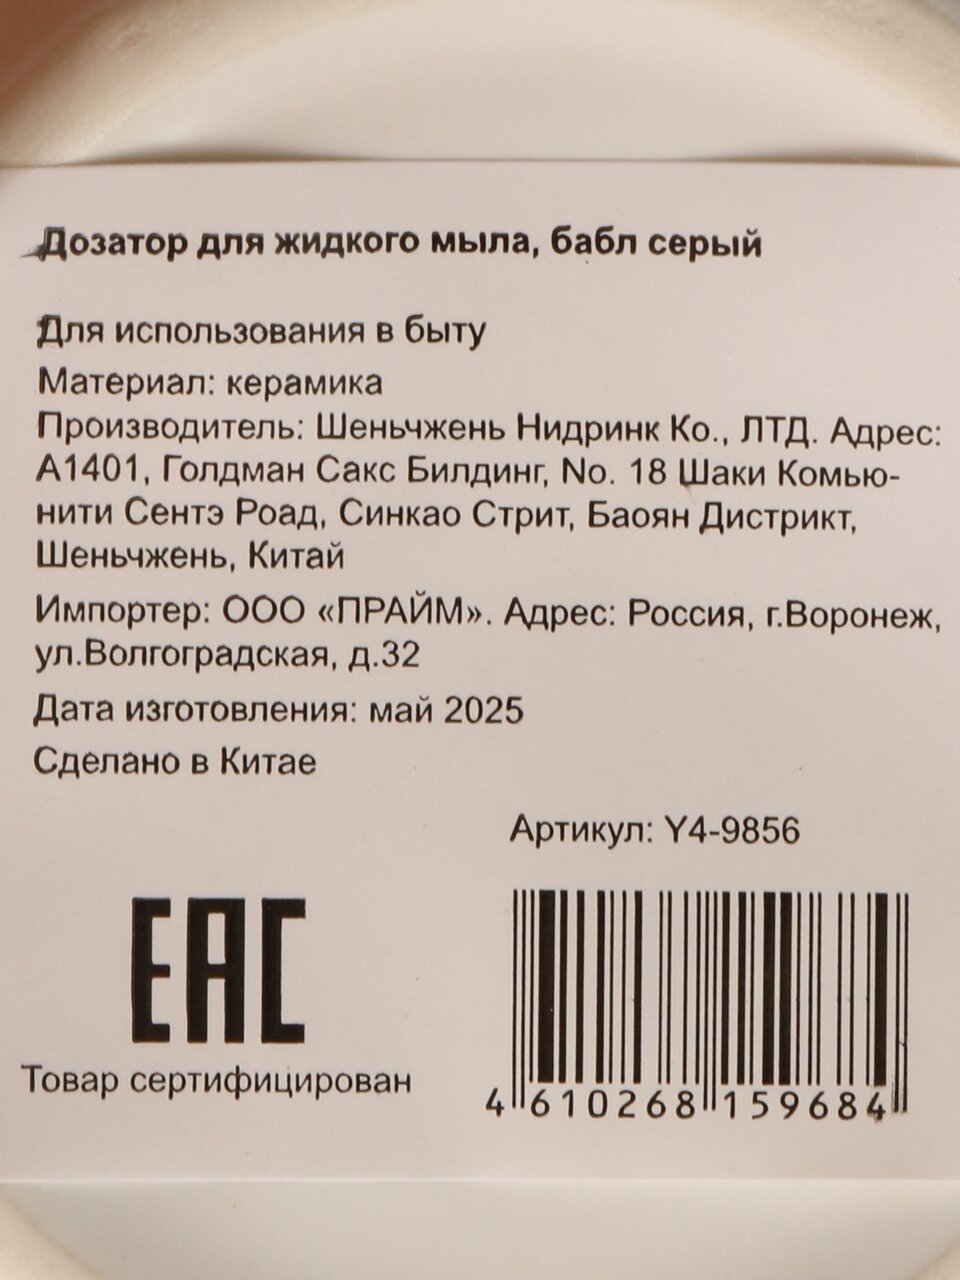 Дозатор для жидкого мыла, бабл серый
Для использования в быту
Материал: керамика
Производитель: Шеньчжень Нидринк Ко., ЛТД. Адрес:
А1401, Голдман Сакс Билдинг, No. 18 Шаки Комью-
нити Сентэ Роад, Синкао Стрит, Баоян Дистрикт,
Шеньчжень, Китай
Импортер: ООО «ПРАЙМ». Адрес: Россия, г.Воронеж,
ул.Волгоградская, д.32
Дата изготовления: май 2025
Сделано в Китае
Артикул: Y4-9856
ЕАС
Товар сертифицирован
4 610268 159684